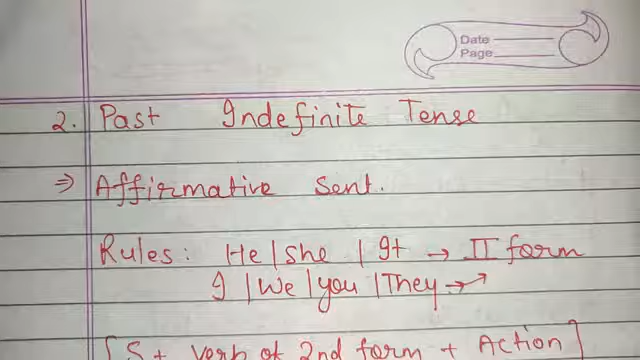 Date
Page
2. Past Indefinite Tense
⇒ Affirmative Sent.
Rules: He | She | It → II form
I | We | you | They →
[S + verb of 2nd form + Action]